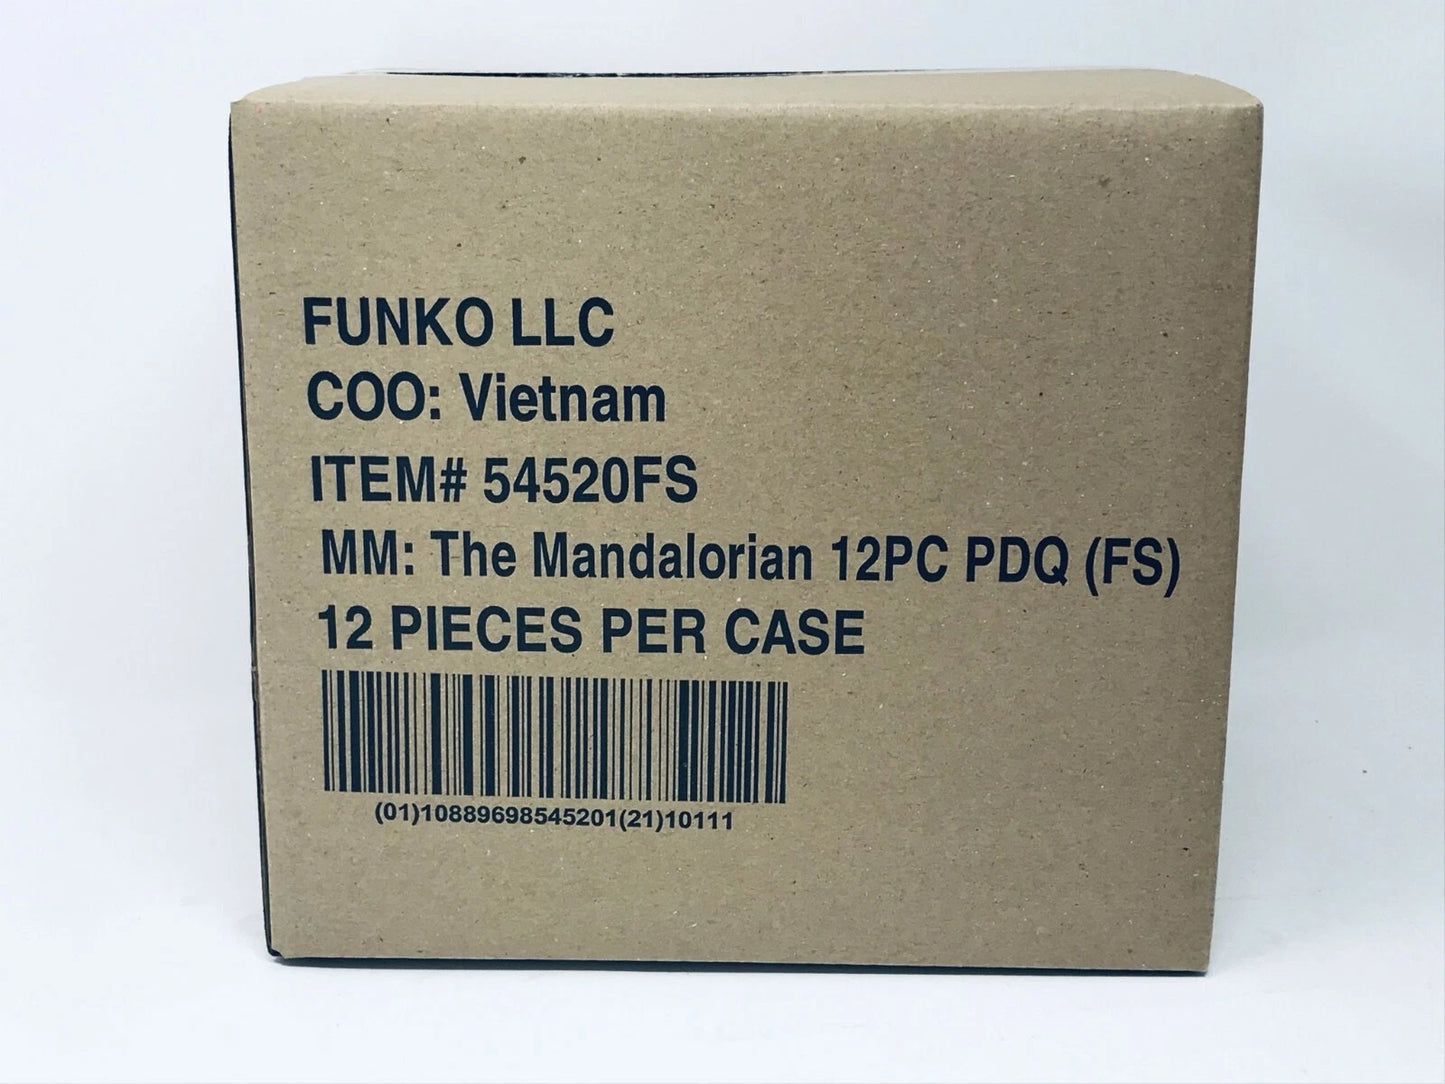 FUNKO LLC
COO: Vietnam
ITEM# 54520FS
MM: The Mandalorian 12PC PDQ (FS)
12 PIECES PER CASE
(01)10889698545201(21)10111